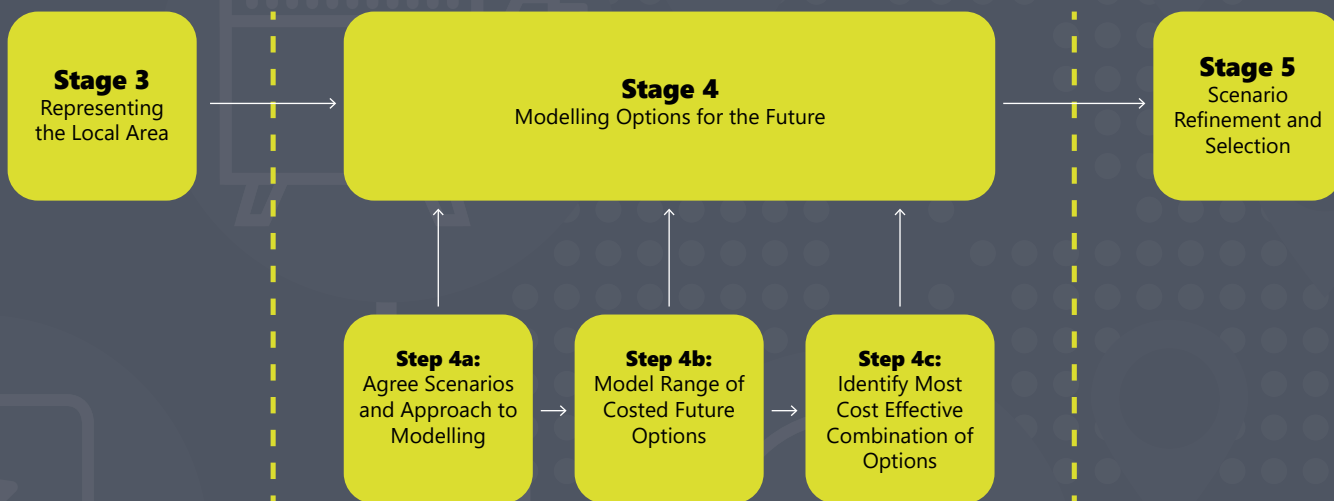 Stage 3
Representing
the Local Area
Stage 4
Modelling Options for the Future
Stage 5
Scenario
Refinement and
Selection
Step 4a:
Agree Scenarios
and Approach to
Modelling
Step 4b:
Model Range of
Costed Future
Options
Step 4c:
Identify Most
Cost Effective
Combination of
Options